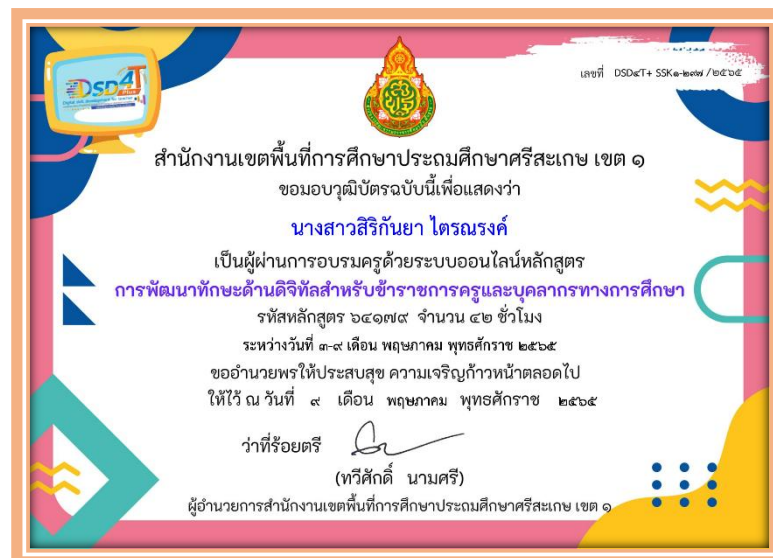 DSD4T
Plus
เลขที่ DSD๔T+ SSK๑-๒๙๗ /๒๕๖๕
สำนักงานเขตพื้นที่การศึกษาประถมศึกษาศรีสะเกษ เขต ๑
ขอมอบวุฒิบัตรฉบับนี้เพื่อแสดงว่า
นางสาวสิริกันยา ไตรณรงค์
เป็นผู้ผ่านการอบรมครูด้วยระบบออนไลน์หลักสูตร
การพัฒนาทักษะด้านดิจิทัลสำหรับข้าราชการครูและบุคลากรทางการศึกษา
รหัสหลักสูตร ๖๔๑๗๙ จำนวน ๔๒ ชั่วโมง
ระหว่างวันที่ ๓-๙ เดือน พฤษภาคม พุทธศักราช ๒๕๖๕
ขออำนวยพรให้ประสบสุข ความเจริญก้าวหน้าตลอดไป
ให้ไว้ ณ วันที่ ๙ เดือน พฤษภาคม พุทธศักราช ๒๕๖๕
ว่าที่ร้อยตรี
(ทวีศักดิ์ นามศรี)
ผู้อำนวยการสำนักงานเขตพื้นที่การศึกษาประถมศึกษาศรีสะเกษ เขต ๑